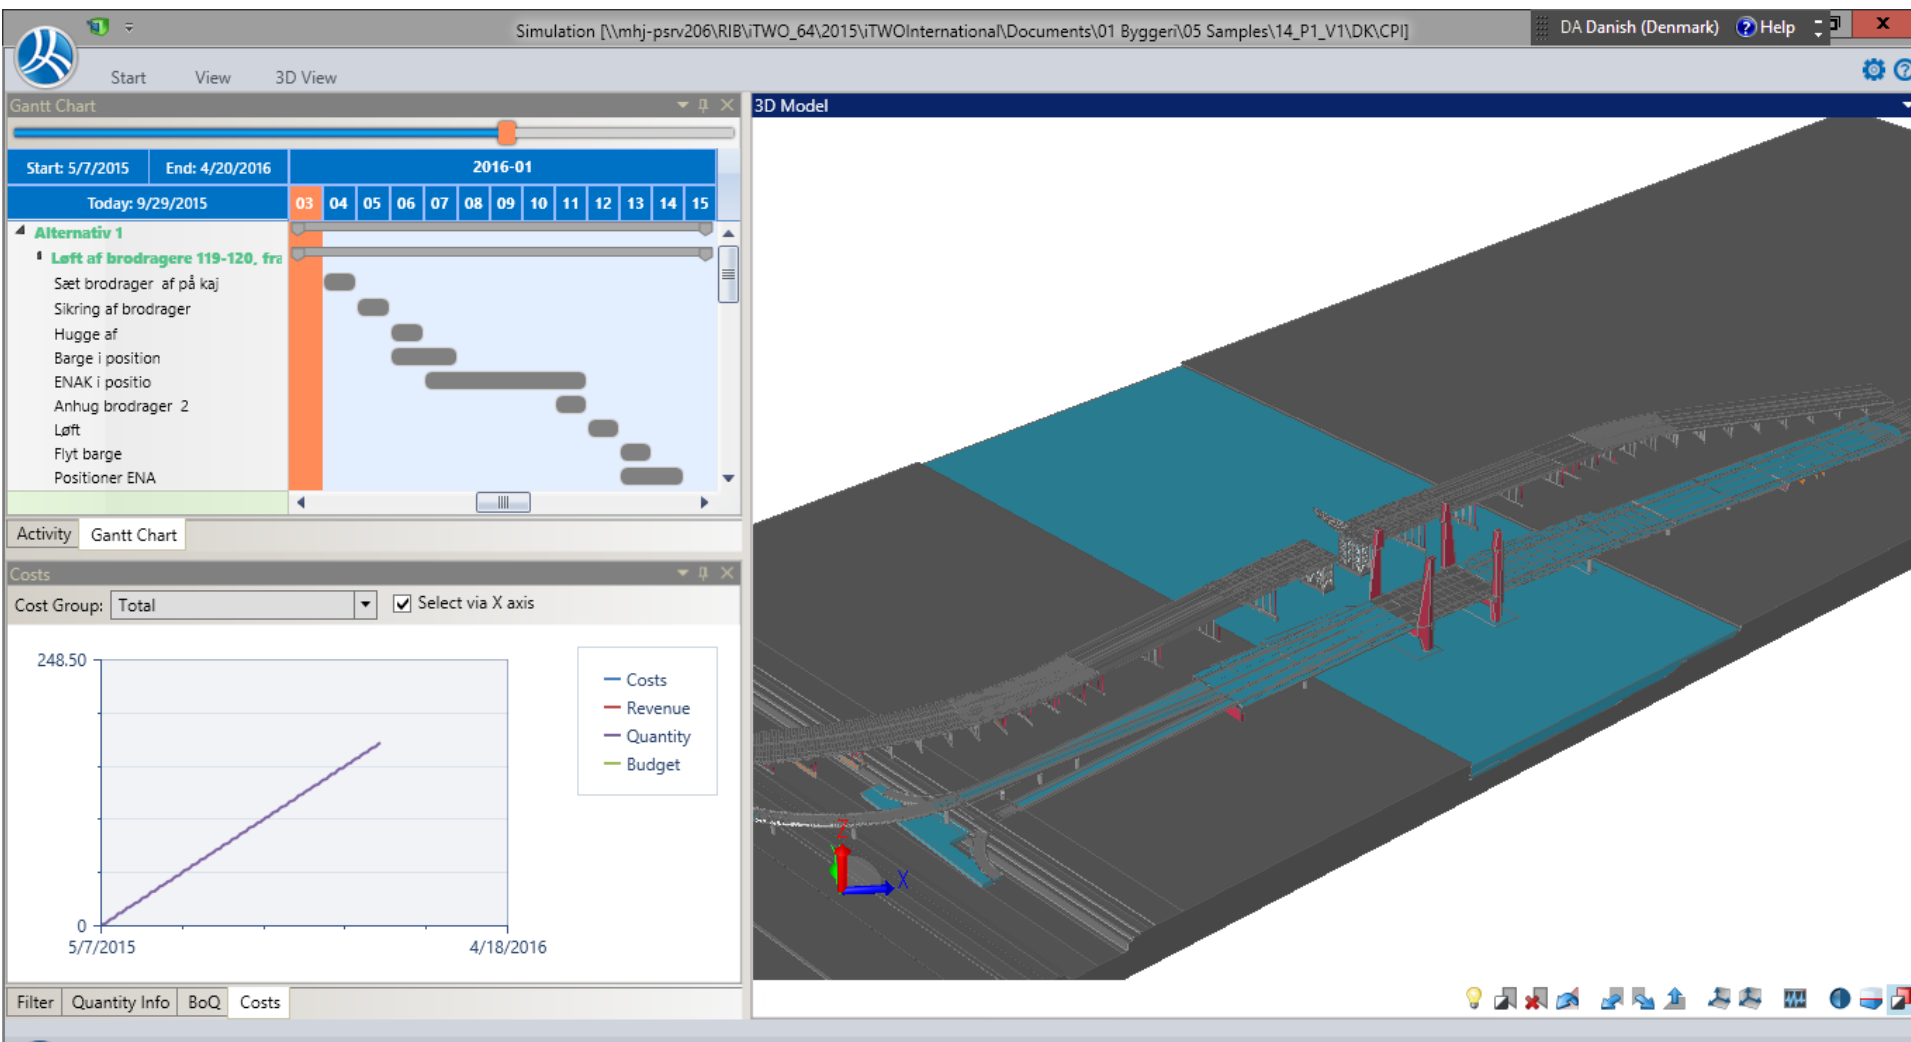 Simulation [\\mhj-psrv206\RIB\iTWO_64\2015\iTWOInternational\Documents\01 Byggeri\05 Samples\14_P1_V1\DK\CPI]
DA Danish (Denmark) Help
Start View 3D View
Gantt Chart
3D Model
Start: 5/7/2015 End: 4/20/2016 2016-01
Today: 9/29/2015 03 04 05 06 07 08 09 10 11 12 13 14 15
Alternativ 1
Løft af brodragere 119-120, fra
Sæt brodrager af på kaj
Sikring af brodrager
Hugge af
Barge i position
ENAK i positio
Anhug brodrager 2
Løft
Flyt barge
Positioner ENA
Activity Gantt Chart
Costs
Cost Group: Total Select via X axis
248.50
Costs
Revenue
Quantity
Budget
0
5/7/2015 4/18/2016
Z
X
Filter Quantity Info BoQ Costs